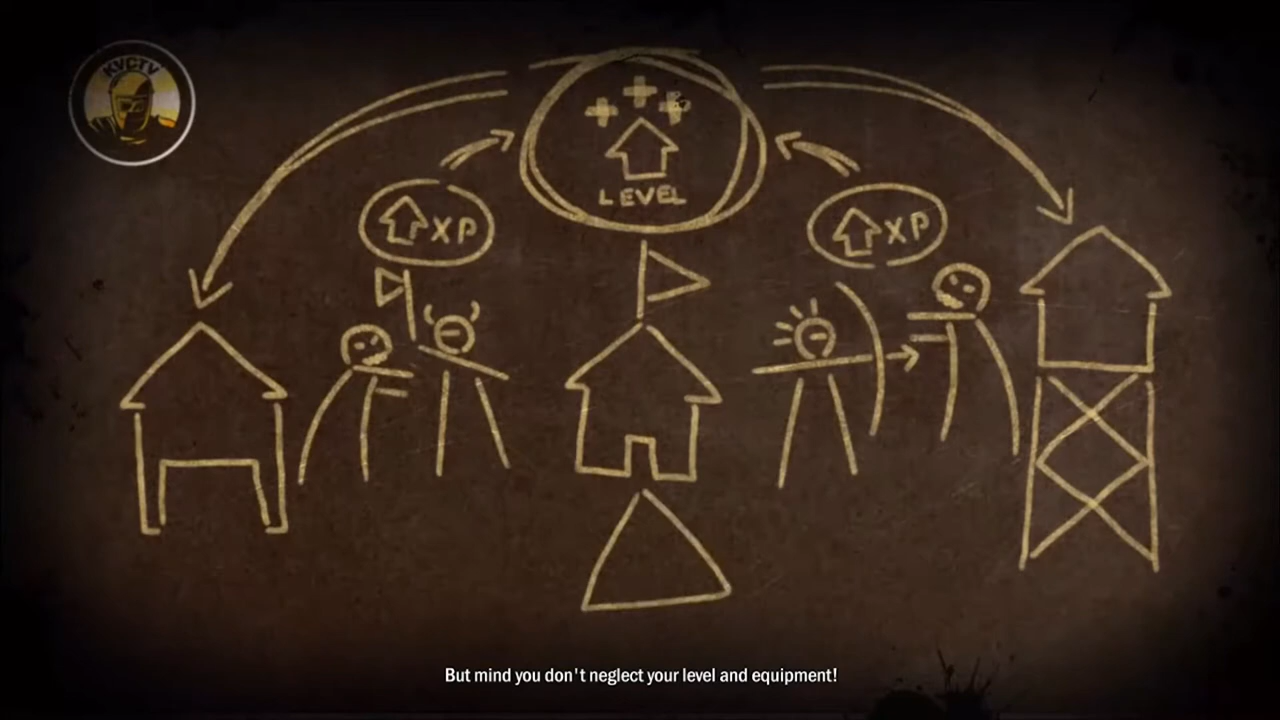 KVCTV
LEVEL
XP
XP
But mind you don't neglect your level and equipment!